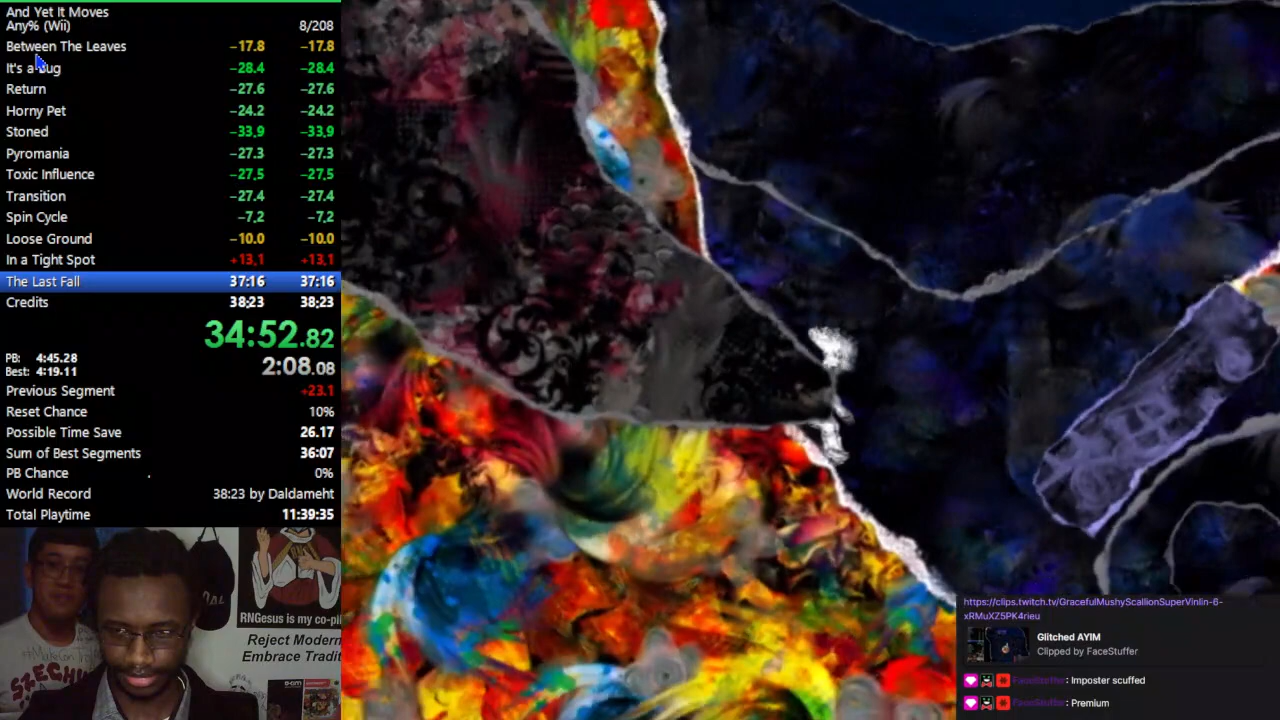 And Yet It Moves
Any% (Wii) 8/208
Between The Leaves -17.8 -17.8
It's a Bug -28.4 -28.4
Return -27.6 -27.6
Horny Pet -24.2 -24.2
Stoned -33.9 -33.9
Pyromania -27.3 -27.3
Toxic Influence -27.5 -27.5
Transition -27.4 -27.4
Spin Cycle -7.2 -7.2
Loose Ground -10.0 -10.0
In a Tight Spot +13.1 +13.1
The Last Fall 37:16 37:16
Credits 38:23 38:23
34:52.82
PB: 4:45.28
Best: 4:19.11
2:08.08
Previous Segment +23.1
Reset Chance 10%
Possible Time Save 26.17
Sum of Best Segments 36:07
PB Chance 0%
World Record 38:23 by Daldameht
Total Playtime 11:39:35
RNGesus is my co-pil
Reject Modern
Embrace Tradit
https://clips.twitch.tv/GracefulMushyScallionSuperVinlin-6-
xRMuXZ5PK4rieu
Glitched AYIM
Clipped by FaceStuffer
FaceStuffer: Imposter scuffed
FaceStuffer: Premium